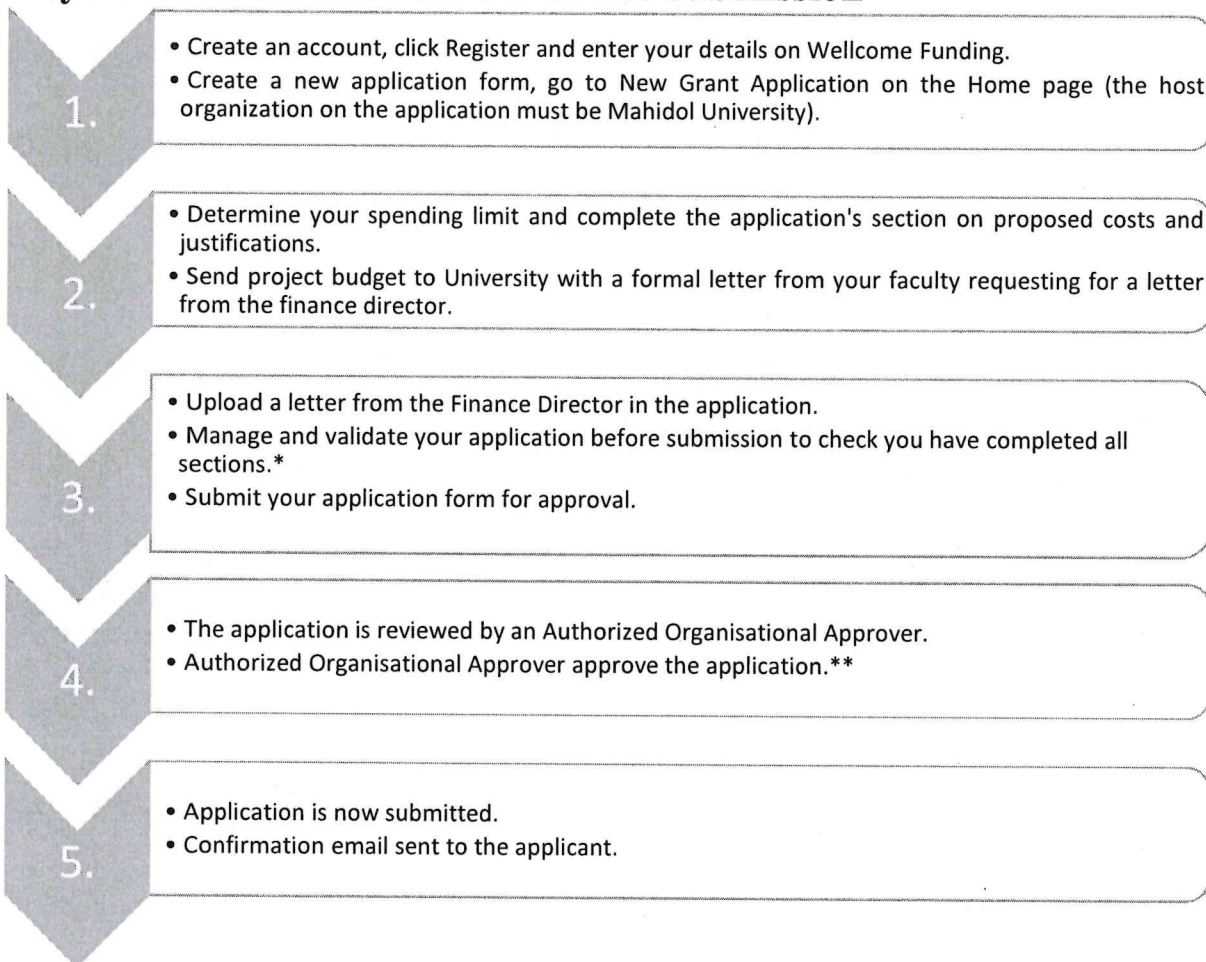 1.
• Create an account, click Register and enter your details on Wellcome Funding.
• Create a new application form, go to New Grant Application on the Home page (the host
organization on the application must be Mahidol University).
2.
• Determine your spending limit and complete the application's section on proposed costs and
justifications.
• Send project budget to University with a formal letter from your faculty requesting for a letter
from the finance director.
3.
• Upload a letter from the Finance Director in the application.
• Manage and validate your application before submission to check you have completed all
sections.*
• Submit your application form for approval.
4.
• The application is reviewed by an Authorized Organisational Approver.
• Authorized Organisational Approver approve the application.**
5.
• Application is now submitted.
• Confirmation email sent to the applicant.